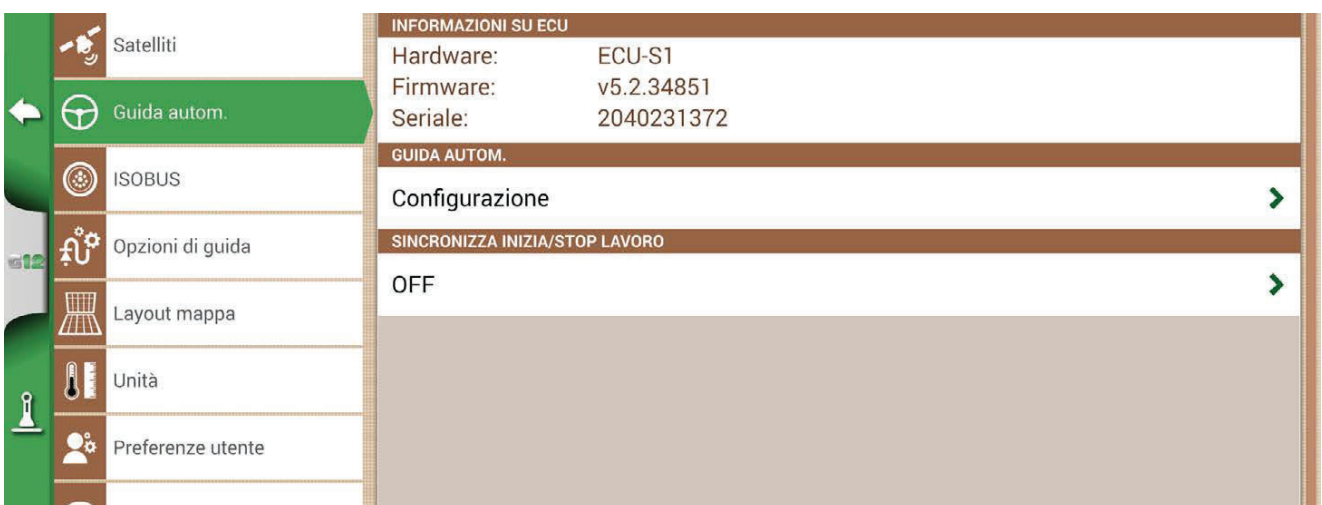 Satelliti
Guida autom.
ISOBUS
Opzioni di guida
Layout mappa
Unità
Preferenze utente
G12
INFORMAZIONI SU ECU
Hardware: ECU-S1
Firmware: v5.2.34851
Seriale: 2040231372
GUIDA AUTOM.
Configurazione
SINCRONIZZA INIZIA/STOP LAVORO
OFF